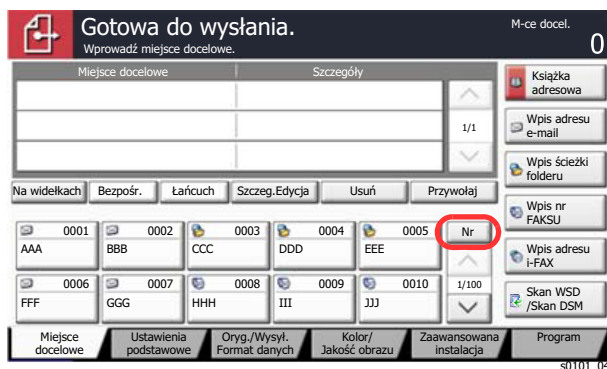 Gotowa do wysłania.
Wprowadź miejsce docelowe.
M-ce docel.
0
Miejsce docelowe Szczegóły
1/1
Na widełkach Bezpośr. Łańcuch Szczeg.Edycja Usuń Przywołaj
0001 0002 0003 0004 0005 Nr
AAA BBB CCC DDD EEE
0006 0007 0008 0009 0010 1/100
FFF GGG HHH III JJJ
Książka
adresowa
Wpis adresu
e-mail
Wpis ścieżki
folderu
Wpis nr
FAKSU
Wpis adresu
i-FAX
Skan WSD
/Skan DSM
Miejsce
docelowe
Ustawienia
podstawowe
Oryg./Wysył.
Format danych
Kolor/
Jakość obrazu
Zaawansowana
instalacja
Program